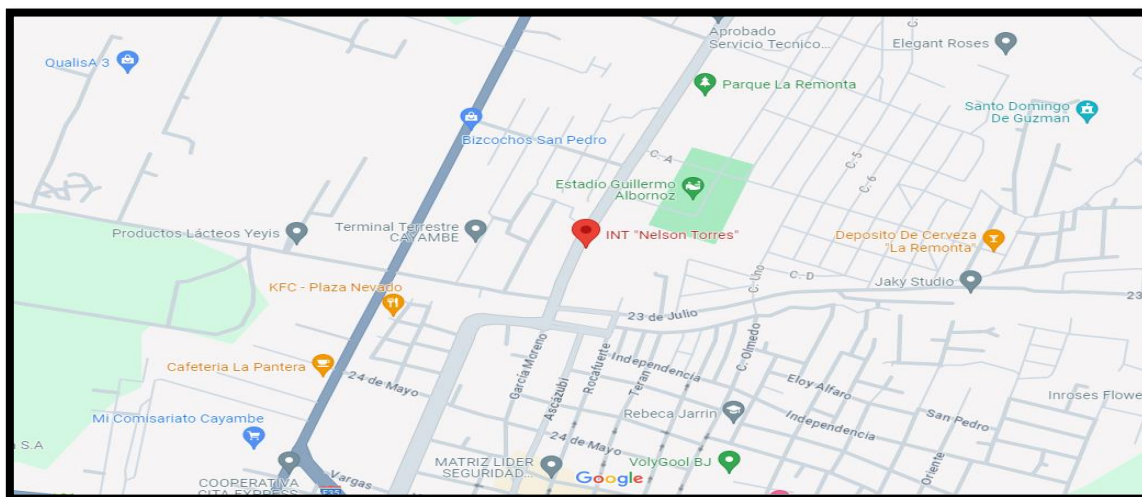 Aprobado
Servicio Tecnico...
Elegant Roses
QualisA 3
Parque La Remonta
Santo Domingo
De Guzman
Bizcochos San Pedro
C. A
C. 5
C. 6
Estadio Guillermo
Albornoz
Productos Lácteos Yeyis
Terminal Terrestre
CAYAMBE
INT "Nelson Torres"
Deposito De Cerveza
"La Remonta"
C. Uno
C. D
Jaky Studio
KFC - Plaza Nevado
23
23 de Julio
García Moreno
Ascázubi
Rocafuerte
Teran
Independencia
C. Olmedo
Cafeteria La Pantera
24 de Mayo
Eloy Alfaro
San Pedro
Inroses Flowe
Mi Comisariato Cayambe
Rebeca Jarrin
Independencia
S.A
24 de Mayo
Oriente
Vargas
MATRIZ LIDER
SEGURIDAD...
VolyGool BJ
Google
COOPERATIVA
CITA EXPRESS
E35